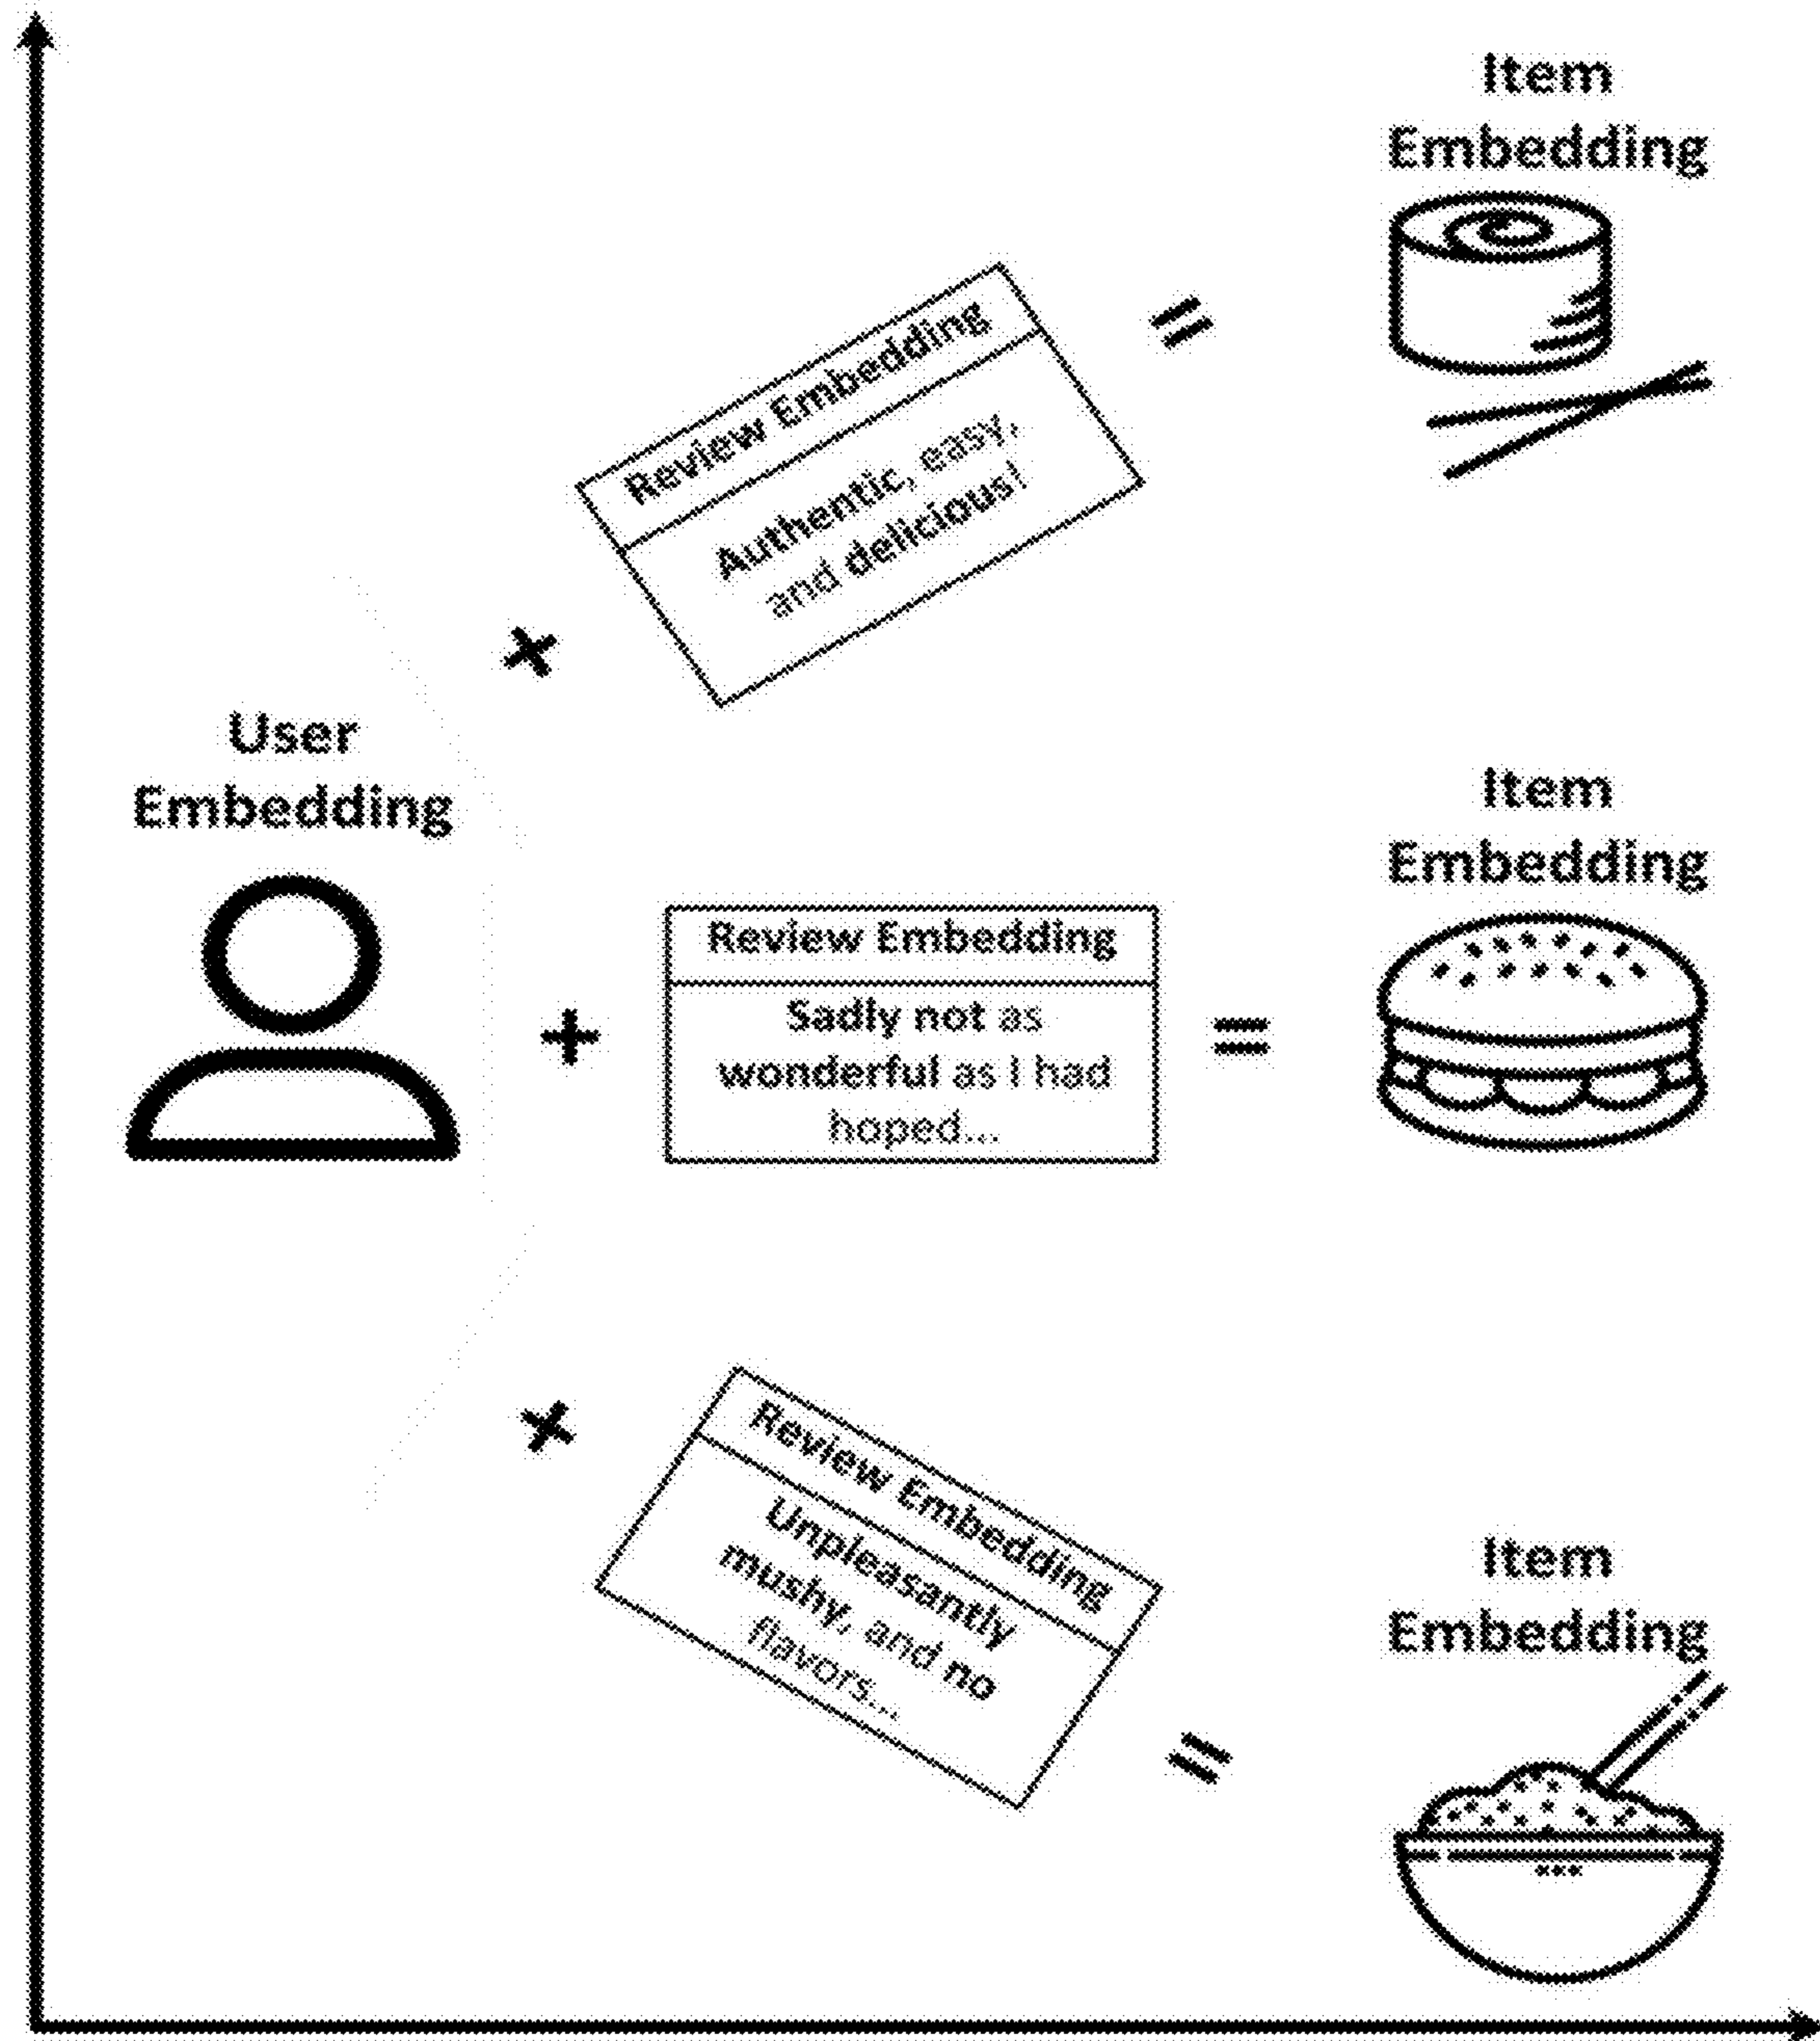 Item
Embedding
Review Embedding
Authentic, easy,
and delicious!
User
Embedding
+
Review Embedding
Sadly not as
wonderful as I had
hoped...
=
Item
Embedding
+
Review Embedding
Unpleasantly
mushy, and no
flavors...
=
Item
Embedding